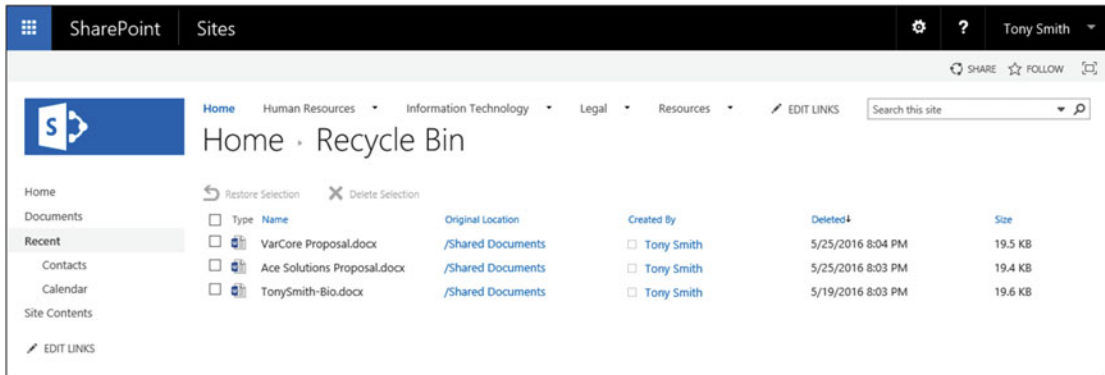 SharePoint Sites ? Tony Smith
SHARE FOLLOW
S
Home Human Resources Information Technology Legal Resources EDIT LINKS Search this site
Home Recycle Bin
Home
Documents
Recent
Contacts
Calendar
Site Contents
EDIT LINKS
Restore Selection Delete Selection
Type Name Original Location Created By Deleted↓ Size
VarCore Proposal.docx /Shared Documents Tony Smith 5/25/2016 8:04 PM 19.5 KB
Ace Solutions Proposal.docx /Shared Documents Tony Smith 5/25/2016 8:03 PM 19.4 KB
TonySmith-Bio.docx /Shared Documents Tony Smith 5/19/2016 8:03 PM 19.6 KB